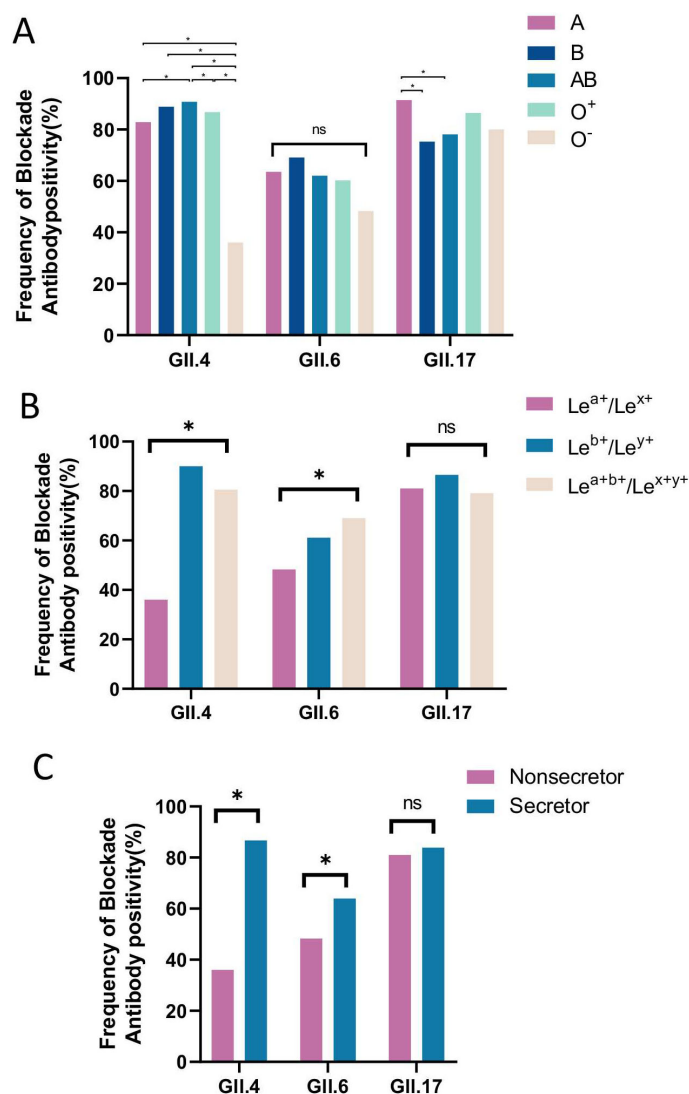 A
A
B
AB
O+
O-
* * * * * * *
* *
ns
100
80
60
40
20
0
Frequency of Blockade
Antibodypositivity(%)
GII.4 GII.6 GII.17
B
Leᵃ⁺/Leˣ⁺
Leᵇ⁺/Leʸ⁺
Leᵃ⁺ᵇ⁺/Leˣ⁺ʸ⁺
* * ns
100
80
60
40
20
0
Frequency of Blockade
Antibody positivity(%)
GII.4 GII.6 GII.17
C
Nonsecretor
Secretor
* * ns
100
80
60
40
20
0
Frequency of Blockade
Antibody positivity(%)
GII.4 GII.6 GII.17